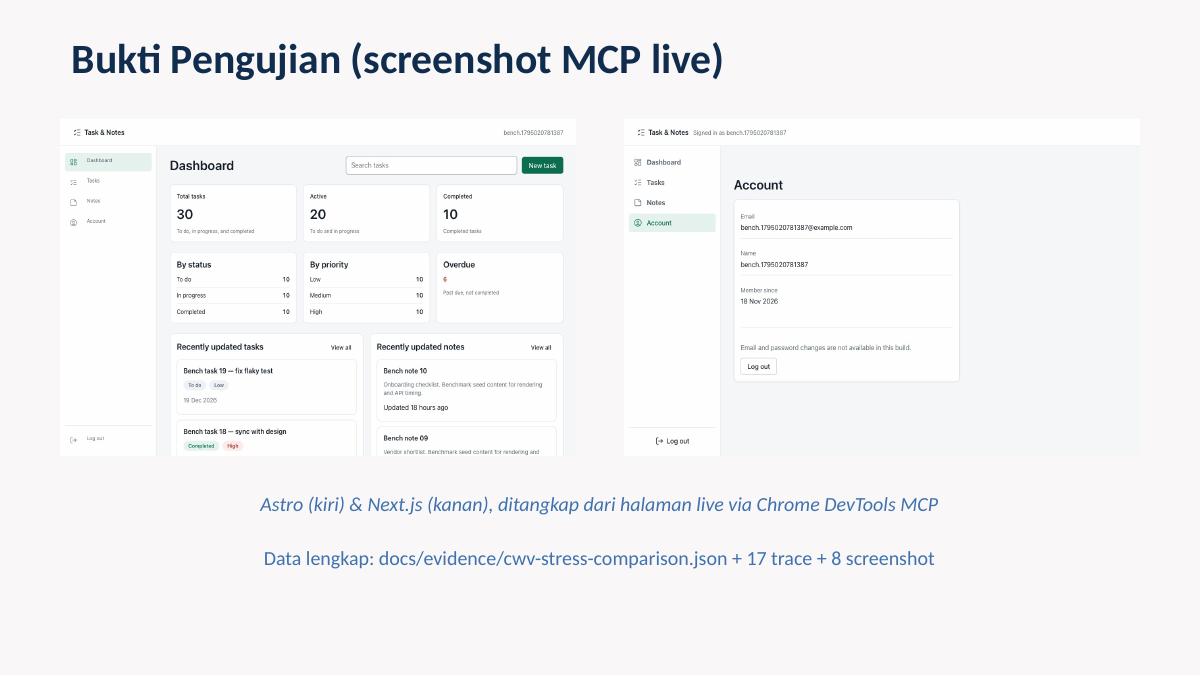 Bukti Pengujian (screenshot MCP live)
Task & Notes
bench.1795020781387
Dashboard
Tasks
Notes
Account
Log out
Dashboard
Search tasks
New task
Total tasks
30
To do, in progress, and completed
Active
20
To do and in progress
Completed
10
Completed tasks
By status
To do 10
In progress 10
Completed 10
By priority
Low 10
Medium 10
High 10
Overdue
6
Past due, not completed
Recently updated tasks View all
Bench task 19 — fix flaky test
To do Low
19 Dec 2026
Bench task 18 — sync with design
Completed High
Recently updated notes View all
Bench note 10
Onboarding checklist. Benchmark seed content for rendering
and API timing.
Updated 18 hours ago
Bench note 09
Vendor shortlist. Benchmark seed content for rendering and
Task & Notes Signed in as bench.1795020781387
Dashboard
Tasks
Notes
Account
Log out
Account
Email
bench.1795020781387@example.com
Name
bench.1795020781387
Member since
18 Nov 2026
Email and password changes are not available in this build.
Log out
Astro (kiri) & Next.js (kanan), ditangkap dari halaman live via Chrome DevTools MCP
Data lengkap: docs/evidence/cwv-stress-comparison.json + 17 trace + 8 screenshot